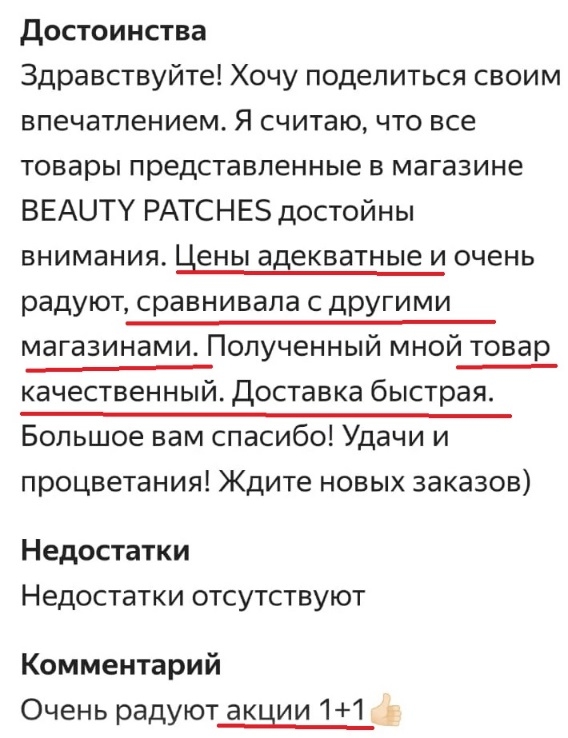 Достоинства
Здравствуйте! Хочу поделиться своим
впечатлением. Я считаю, что все
товары представленные в магазине
BEAUTY PATCHES достойны
внимания. Цены адекватные и очень
радуют, сравнивала с другими
магазинами. Полученный мной товар
качественный. Доставка быстрая.
Большое вам спасибо! Удачи и
процветания! Ждите новых заказов)
Недостатки
Недостатки отсутствуют
Комментарий
Очень радуют акции 1+1👍🏻